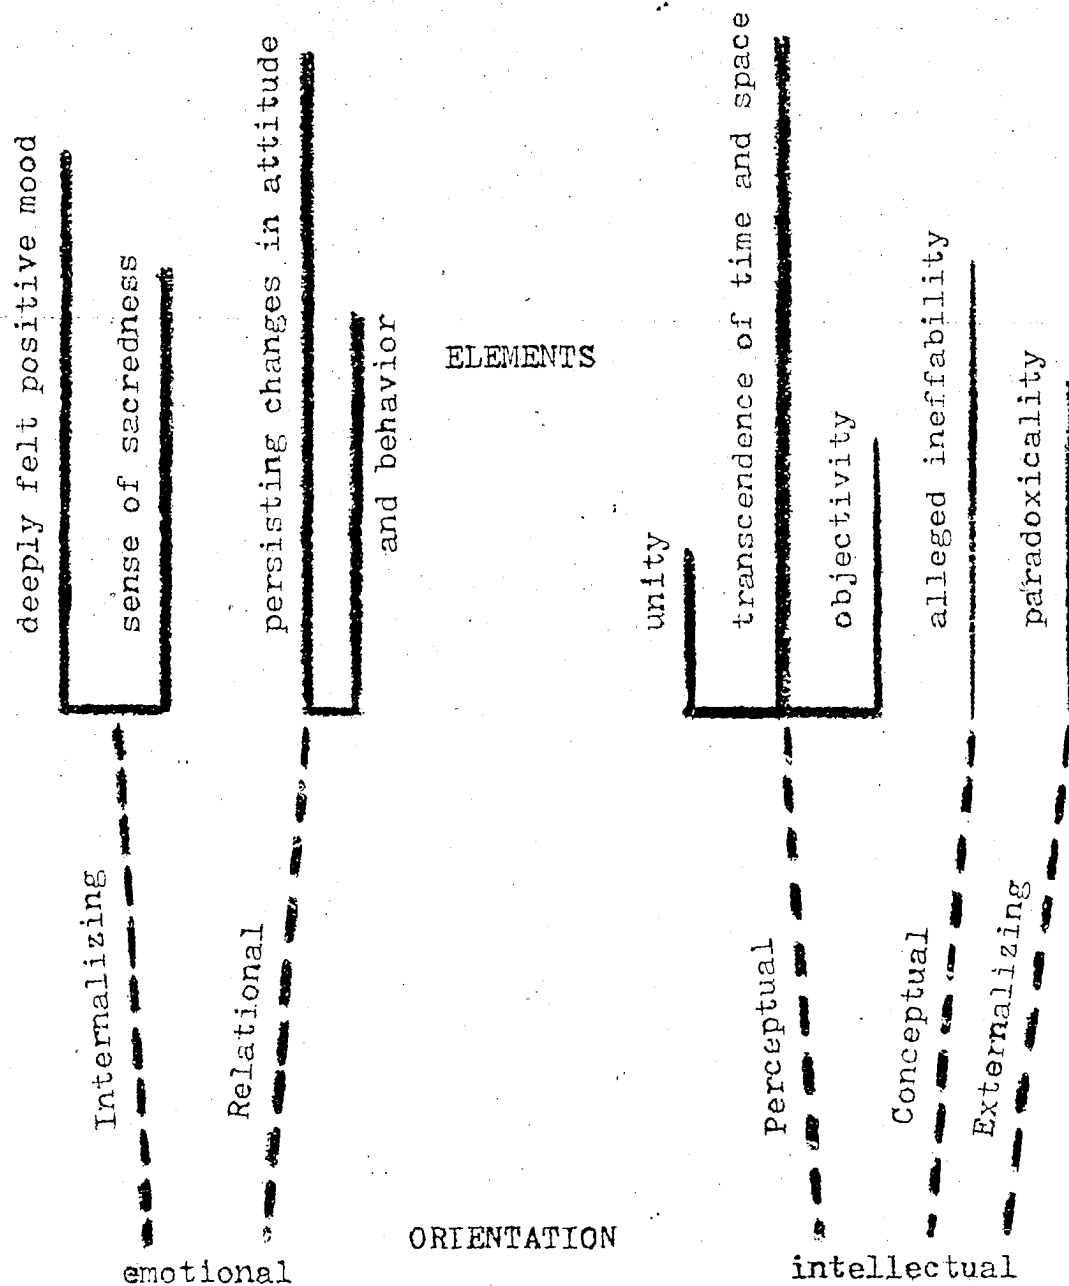 deeply felt positive mood
sense of sacredness
persisting changes in attitude
and behavior
ELEMENTS
unity
transcendence of time and space
objectivity
alleged ineffability
paradoxicality
Internalizing
Relational
Perceptual
Conceptual
Externalizing
ORIENTATION
emotional
intellectual